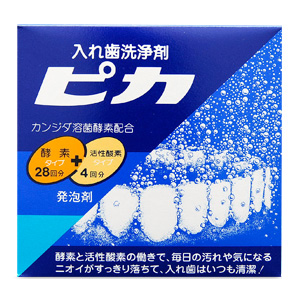 入れ歯洗浄剤
ピカ
カンジダ溶菌酵素配合
酵素
タイプ
28回分
+
活性酸素
タイプ
4回分
発泡剤
酵素と活性酸素の働きで、毎日の汚れや気になる
ニオイがすっきり落ちて、入れ歯はいつも清潔！